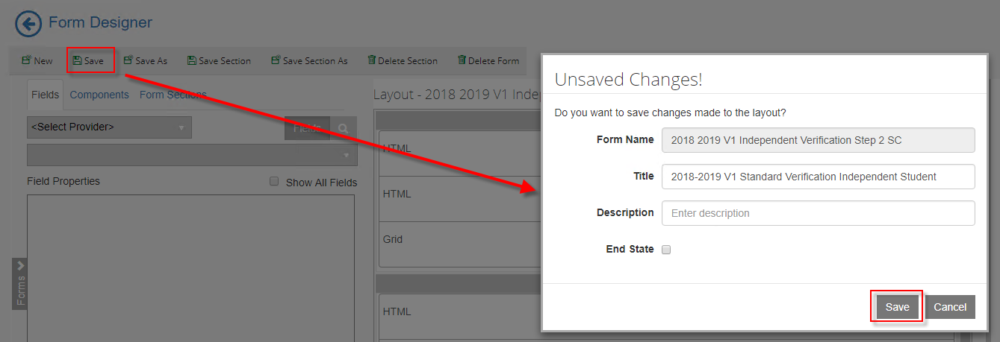 Form Designer
New Save Save As Save Section Save Section As Delete Section Delete Form
Fields Components Form Sections
<Select Provider> Fields
Field Properties Show All Fields
Forms
Layout - 2018 2019 V1 Indep
HTML
HTML
Grid
HTML
Unsaved Changes!
Do you want to save changes made to the layout?
Form Name 2018 2019 V1 Independent Verification Step 2 SC
Title 2018-2019 V1 Standard Verification Independent Student
Description Enter description
End State
Save Cancel